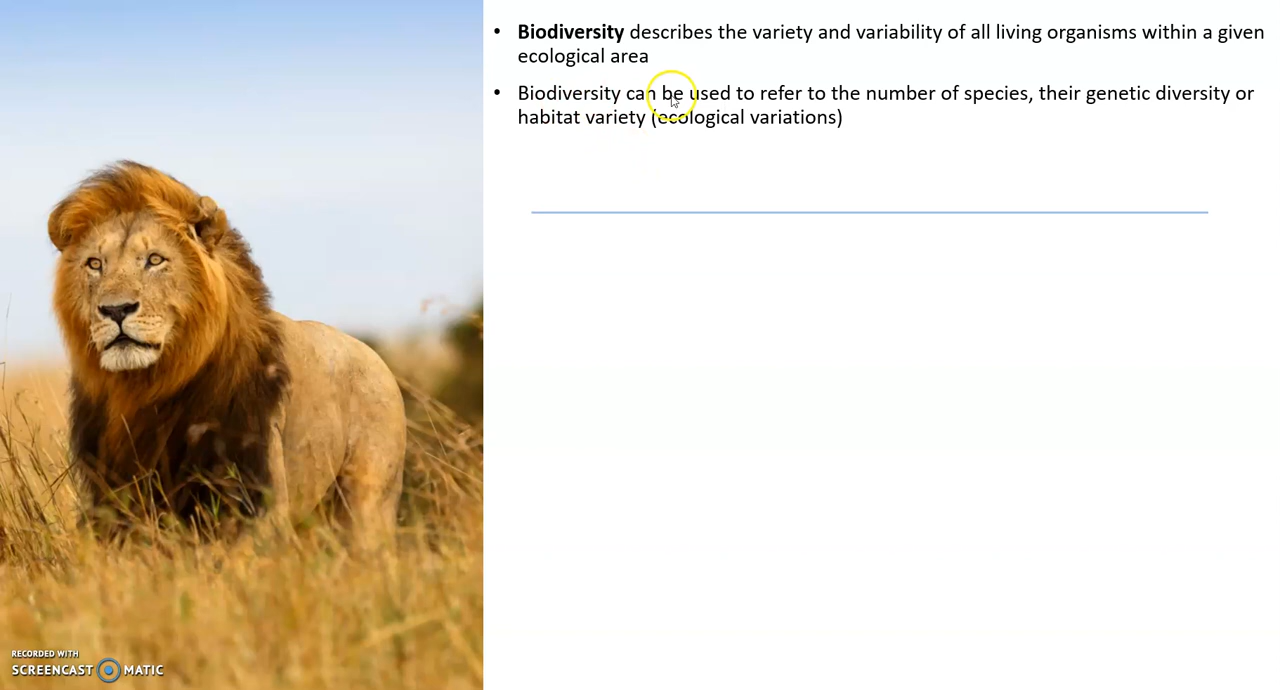 • Biodiversity describes the variety and variability of all living organisms within a given
ecological area
• Biodiversity can be used to refer to the number of species, their genetic diversity or
habitat variety (ecological variations)
RECORDED WITH
SCREENCAST MATIC